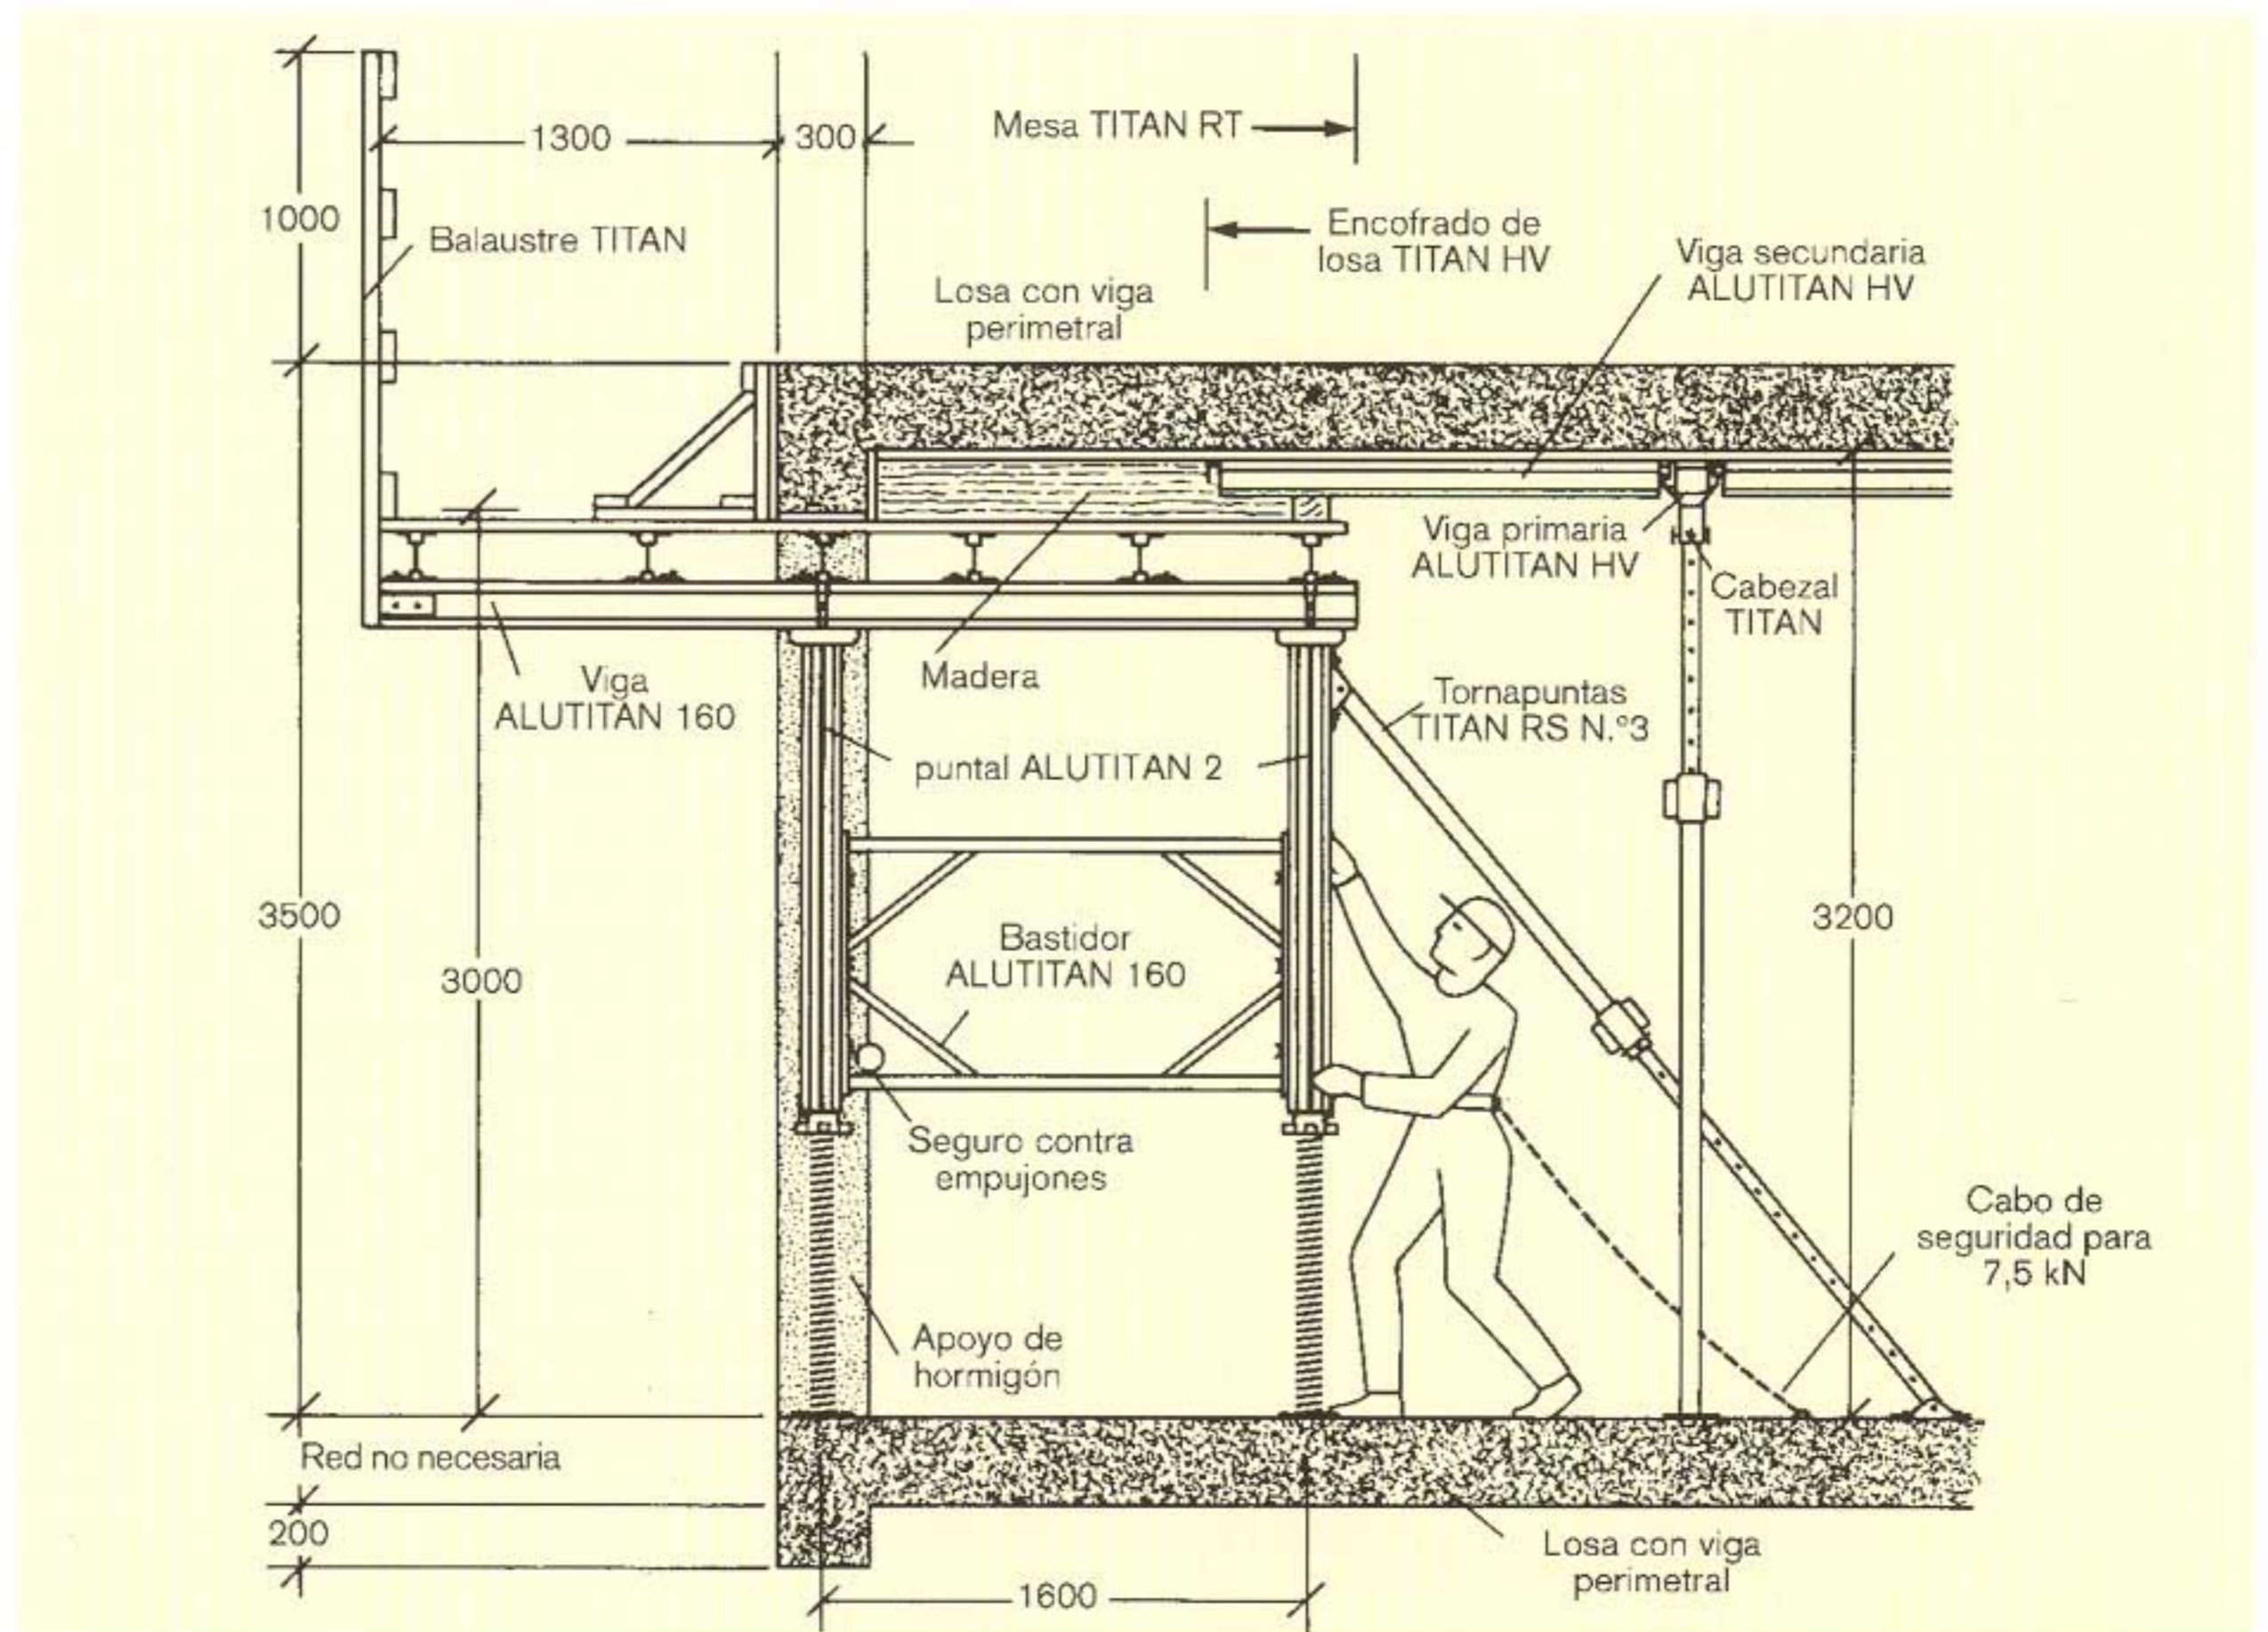 1300
300
Mesa TITAN RT
1000
Balaustre TITAN
Encofrado de
losa TITAN HV
Viga secundaria
ALUTITAN HV
Losa con viga
perimetral
Viga primaria
ALUTITAN HV
Cabezal
TITAN
Viga
ALUTITAN 160
Madera
Tornapuntas
TITAN RS N.º3
puntal ALUTITAN 2
3500
3000
Bastidor
ALUTITAN 160
3200
Seguro contra
empujones
Cabo de
seguridad para
7,5 kN
Apoyo de
hormigón
Red no necesaria
200
Losa con viga
perimetral
1600